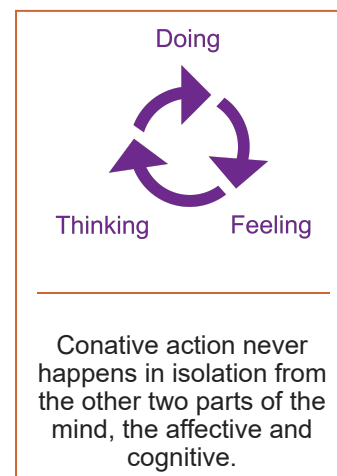 Doing
Thinking Feeling
Conative action never
happens in isolation from
the other two parts of the
mind, the affective and
cognitive.